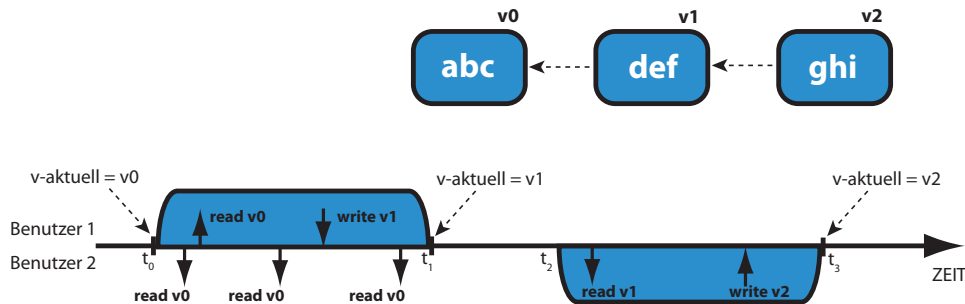 v0 v1 v2
abc def ghi
v-aktuell = v0 v-aktuell = v1 v-aktuell = v2
read v0 write v1
Benutzer 1
Benutzer 2
t0 t1 t2 t3
ZEIT
read v0 read v0 read v0 read v1 write v2